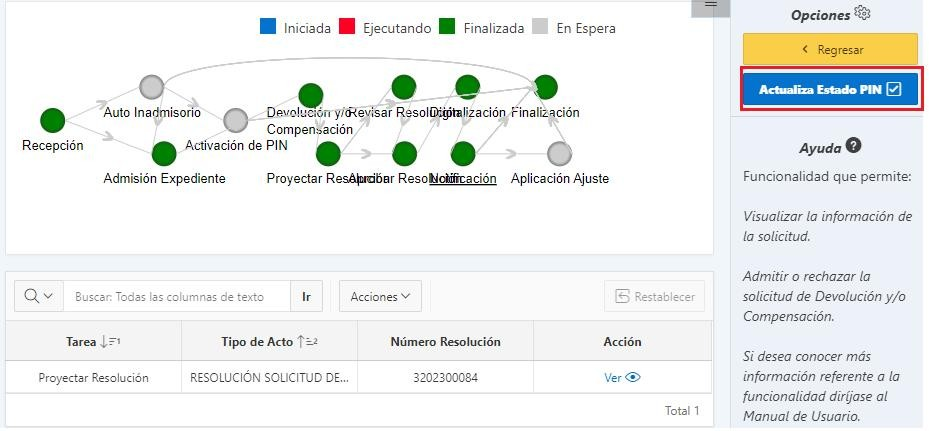 Iniciada Ejecutando Finalizada En Espera
Auto Inadmisorio Devolución y/o Revisar Resolución Digitalización Finalización
Compensación
Recepción Activación de PIN
Admisión Expediente Proyectar Resolución Aprobar Resolución Notificación Aplicación Ajuste
Buscar: Todas las columnas de texto Ir Acciones Restablecer
Tarea Tipo de Acto Número Resolución Acción
Proyectar Resolución RESOLUCIÓN SOLICITUD DE... 3202300084 Ver
Total 1
Opciones
Regresar
Actualiza Estado PIN
Ayuda
Funcionalidad que permite:
Visualizar la información de
la solicitud.
Admitir o rechazar la
solicitud de Devolución y/o
Compensación.
Si desea conocer más
información referente a la
funcionalidad diríjase al
Manual de Usuario.